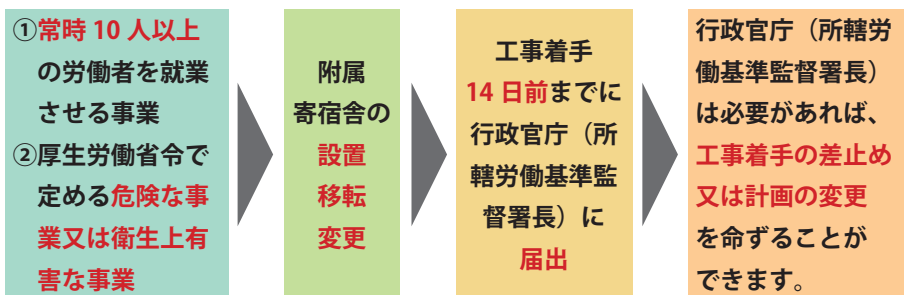 ①常時 10 人以上
の労働者を就業
させる事業
②厚生労働省令で
定める危険な事
業又は衛生上有
害な事業
附属
寄宿舎の
設置
移転
変更
工事着手
14 日前までに
行政官庁（所
轄労働基準監
督署長）に
届出
行政官庁（所轄労
働基準監督署長）
は必要があれば、
工事着手の差止め
又は計画の変更
を命ずることが
できます。